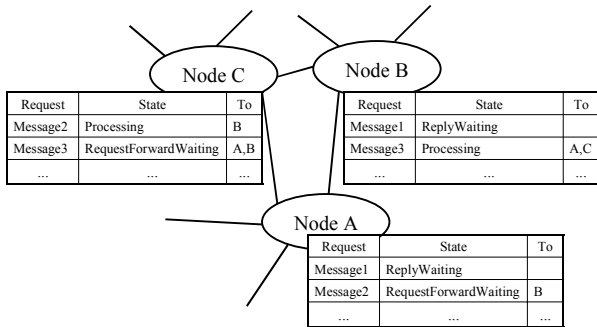 Node C
Node B
Request State To
Message2 Processing B
Message3 RequestForwardWaiting A,B
... ... ...
Request State To
Message1 ReplyWaiting
Message3 Processing A,C
... ... ...
Node A
Request State To
Message1 ReplyWaiting
Message2 RequestForwardWaiting B
... ... ...